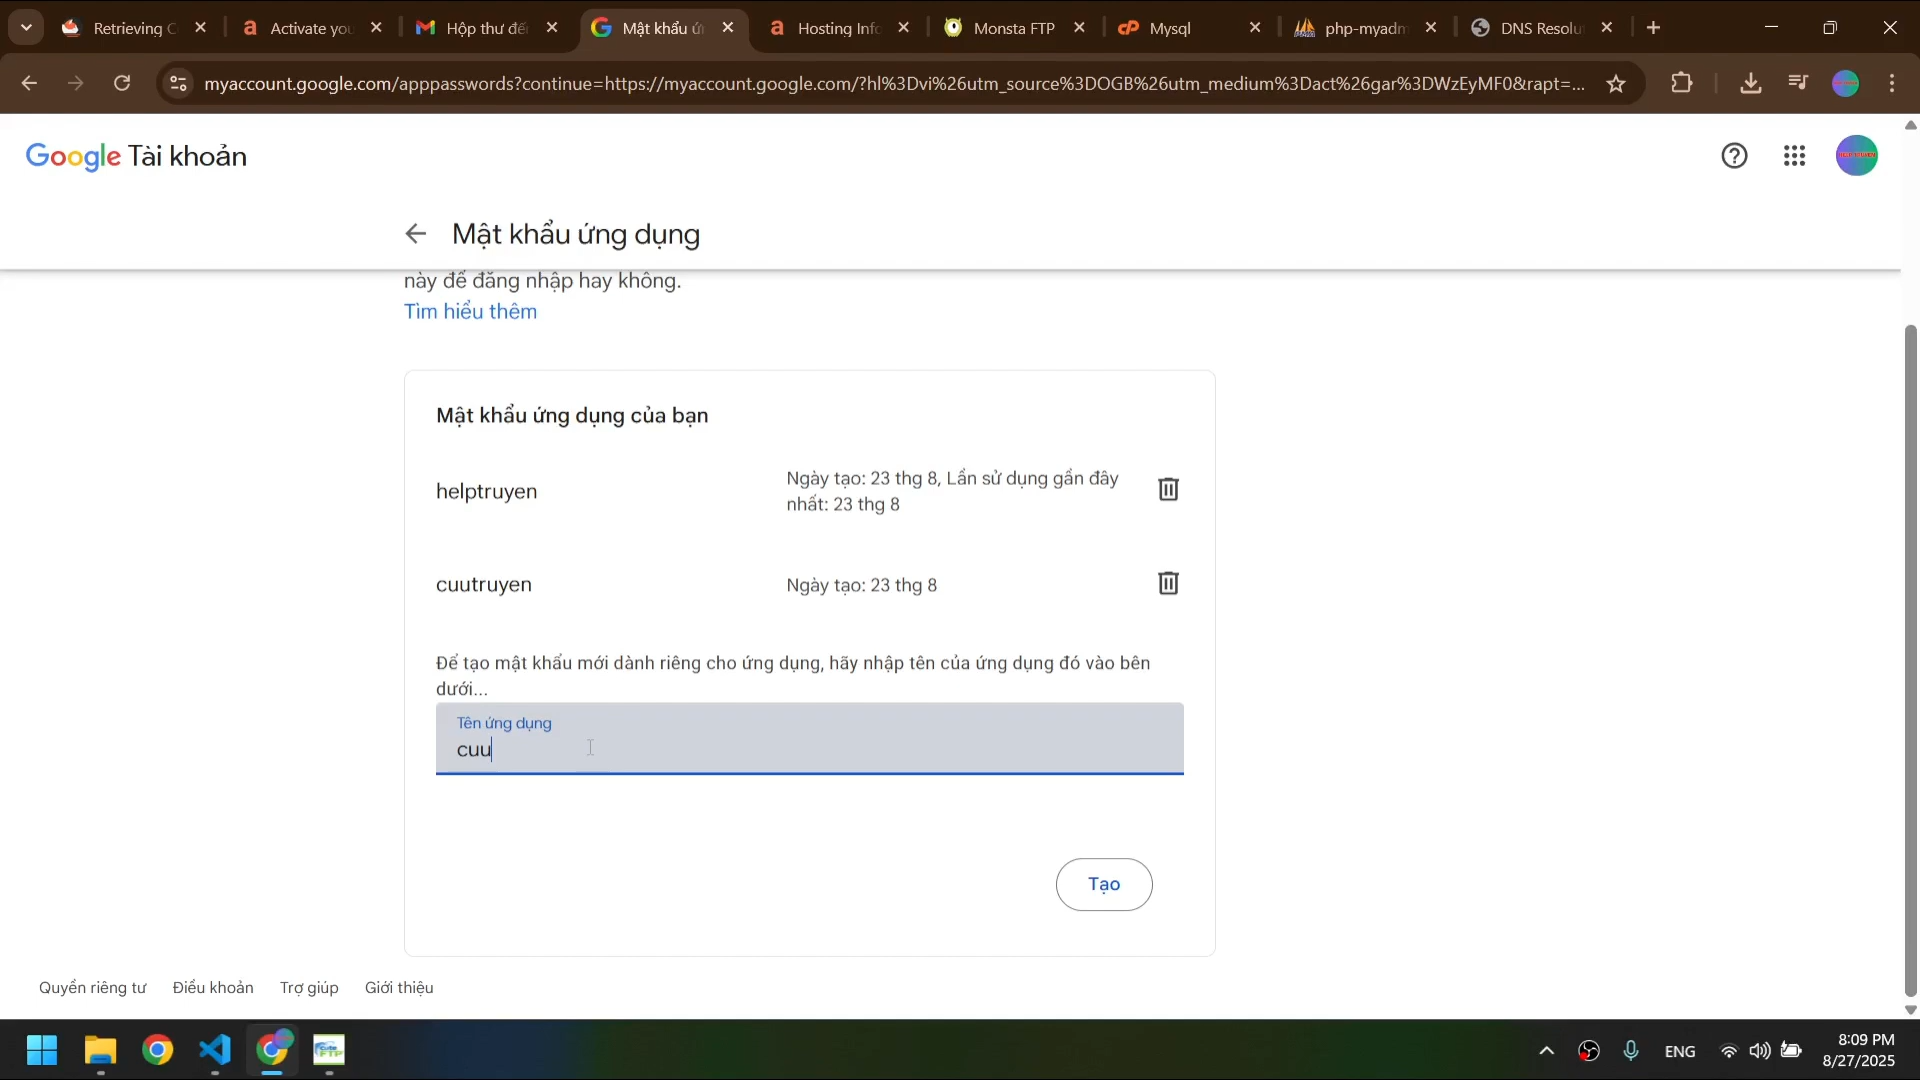 Retrieving C
Activate you
Hộp thư đế
Mật khẩu ứ
Hosting Info
Monsta FTP
Mysql
php-myadm
DNS Resolu
myaccount.google.com/apppasswords?continue=https://myaccount.google.com/?hl%3Dvi%26utm_source%3DOGB%26utm_medium%3Dact%26gar%3DWzEyMF0&rapt=...
Google Tài khoản
Mật khẩu ứng dụng
này để đăng nhập hay không.
Tìm hiểu thêm
Mật khẩu ứng dụng của bạn
helptruyen
Ngày tạo: 23 thg 8, Lần sử dụng gần đây
nhất: 23 thg 8
cuutruyen
Ngày tạo: 23 thg 8
Để tạo mật khẩu mới dành riêng cho ứng dụng, hãy nhập tên của ứng dụng đó vào bên
dưới...
Tên ứng dụng
cuu
Tạo
Quyền riêng tư
Điều khoản
Trợ giúp
Giới thiệu
ENG
8:09 PM
8/27/2025